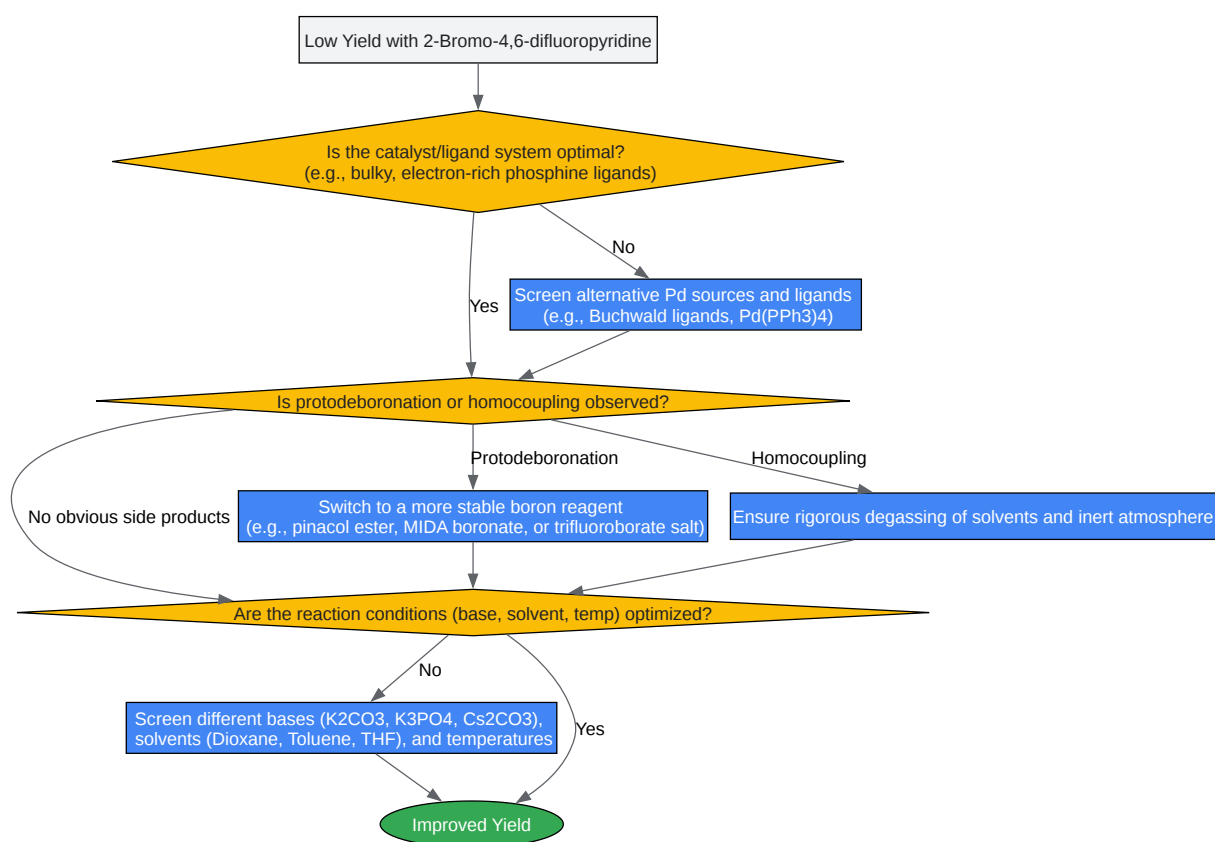 Low Yield with 2-Bromo-4,6-difluoropyridine
Is the catalyst/ligand system optimal?
(e.g., bulky, electron-rich phosphine ligands)
No
Yes
Screen alternative Pd sources and ligands
(e.g., Buchwald ligands, Pd(PPh3)4)
Is protodeboronation or homocoupling observed?
Protodeboronation
Homocoupling
No obvious side products
Switch to a more stable boron reagent
(e.g., pinacol ester, MIDA boronate, or trifluoroborate salt)
Ensure rigorous degassing of solvents and inert atmosphere
Are the reaction conditions (base, solvent, temp) optimized?
No
Yes
Screen different bases (K2CO3, K3PO4, Cs2CO3),
solvents (Dioxane, Toluene, THF), and temperatures
Improved Yield